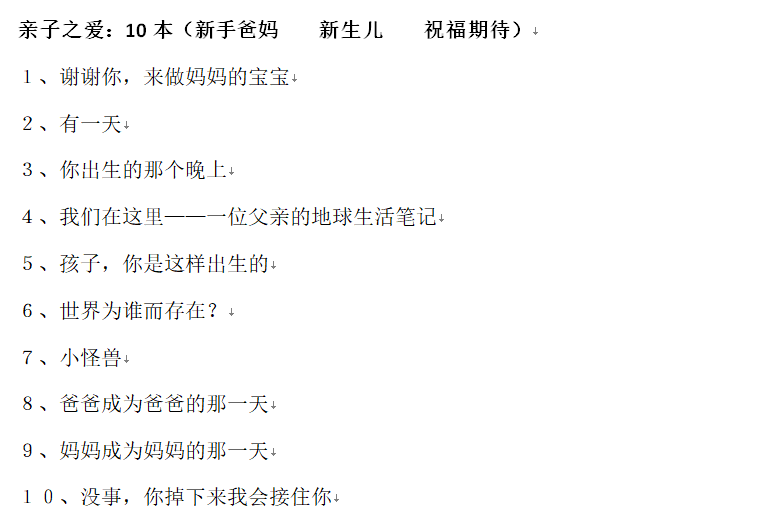 亲子之爱：10 本（新手爸妈　　新生儿　　祝福期待）
１、谢谢你，来做妈妈的宝宝
２、有一天
３、你出生的那个晚上
４、我们在这里——一位父亲的地球生活笔记
５、孩子，你是这样出生的
６、世界为谁而存在？
７、小怪兽
８、爸爸成为爸爸的那一天
９、妈妈成为妈妈的那一天
１０、没事，你掉下来我会接住你